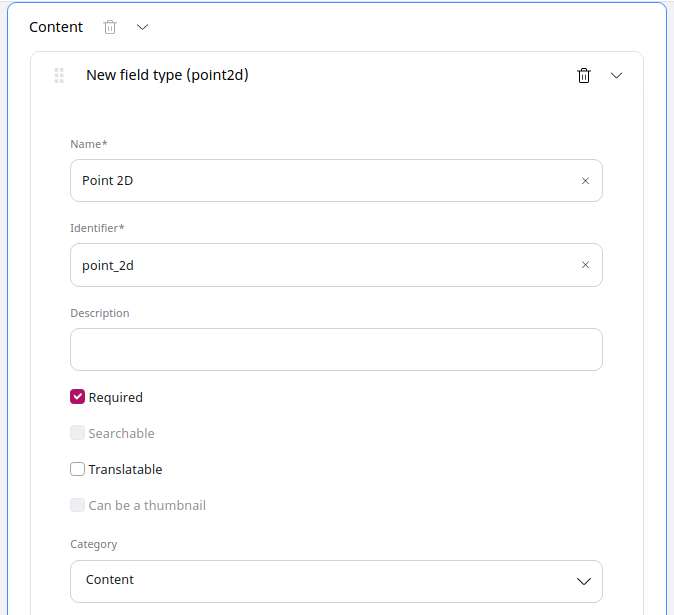 Content
New field type (point2d)
Name*
Point 2D
Identifier*
point_2d
Description
Required
Searchable
Translatable
Can be a thumbnail
Category
Content